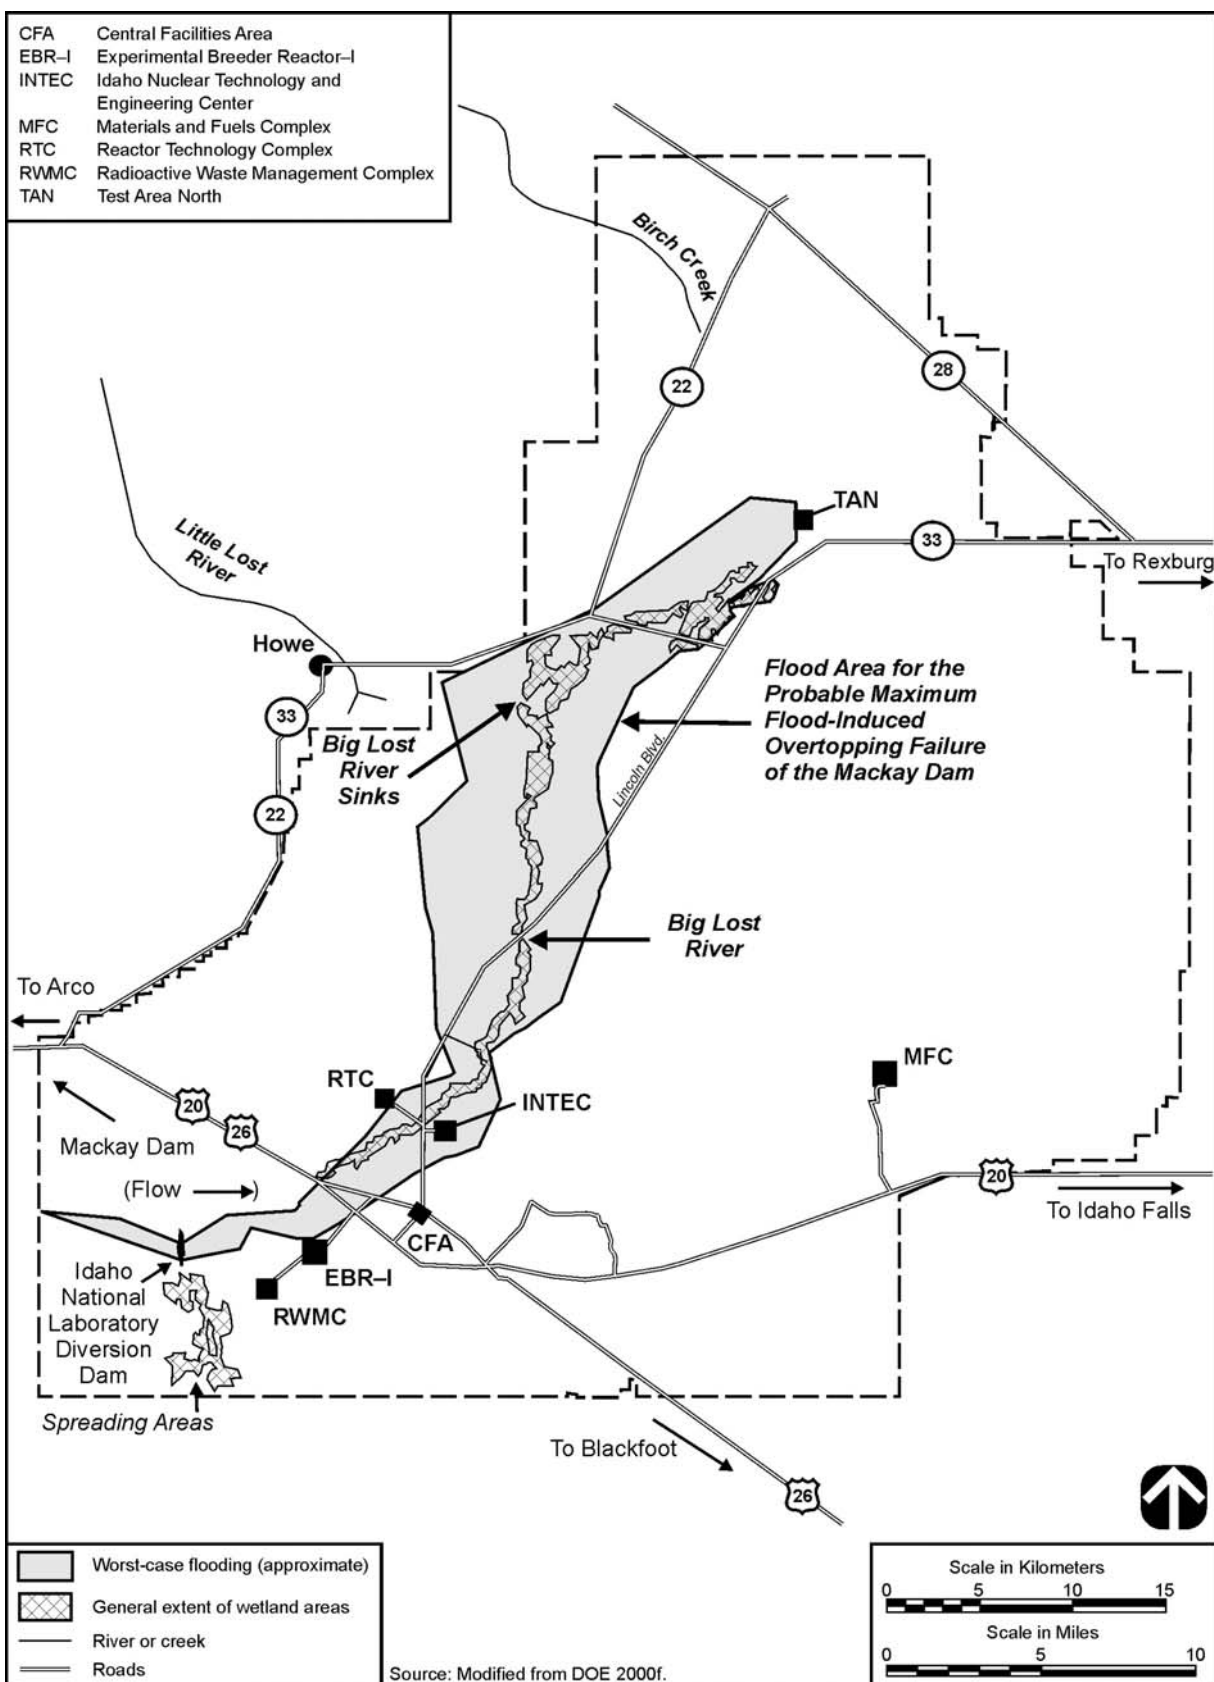 CFA Central Facilities Area
EBR–I Experimental Breeder Reactor–I
INTEC Idaho Nuclear Technology and
Engineering Center
MFC Materials and Fuels Complex
RTC Reactor Technology Complex
RWMC Radioactive Waste Management Complex
TAN Test Area North
Birch Creek
28
22
TAN
33
To Rexburg
Little Lost
River
Howe
33
Flood Area for the
Probable Maximum
Flood-Induced
Overtopping Failure
of the Mackay Dam
Big Lost
River
Sinks
Lincoln Blvd.
22
Big Lost
River
To Arco
MFC
RTC
INTEC
20
26
Mackay Dam
(Flow )
20
To Idaho Falls
CFA
EBR–I
RWMC
Idaho
National
Laboratory
Diversion
Dam
Spreading Areas
To Blackfoot
26
Worst-case flooding (approximate)
General extent of wetland areas
River or creek
Roads
Source: Modified from DOE 2000f.
Scale in Kilometers
0 5 10 15
Scale in Miles
0 5 10